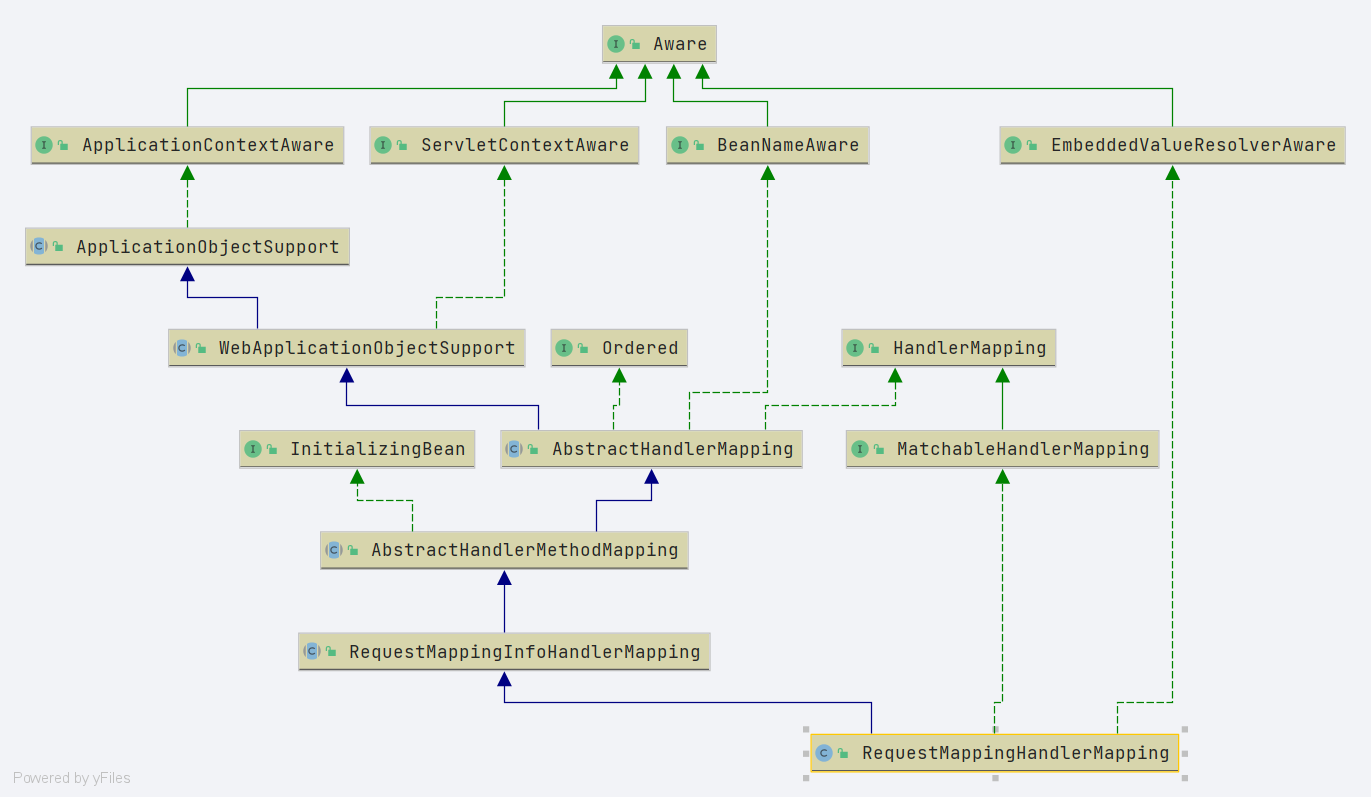 Aware
ApplicationContextAware
ServletContextAware
BeanNameAware
EmbeddedValueResolverAware
ApplicationObjectSupport
WebApplicationObjectSupport
Ordered
HandlerMapping
InitializingBean
AbstractHandlerMapping
MatchableHandlerMapping
AbstractHandlerMethodMapping
RequestMappingInfoHandlerMapping
RequestMappingHandlerMapping
Powered by yFiles